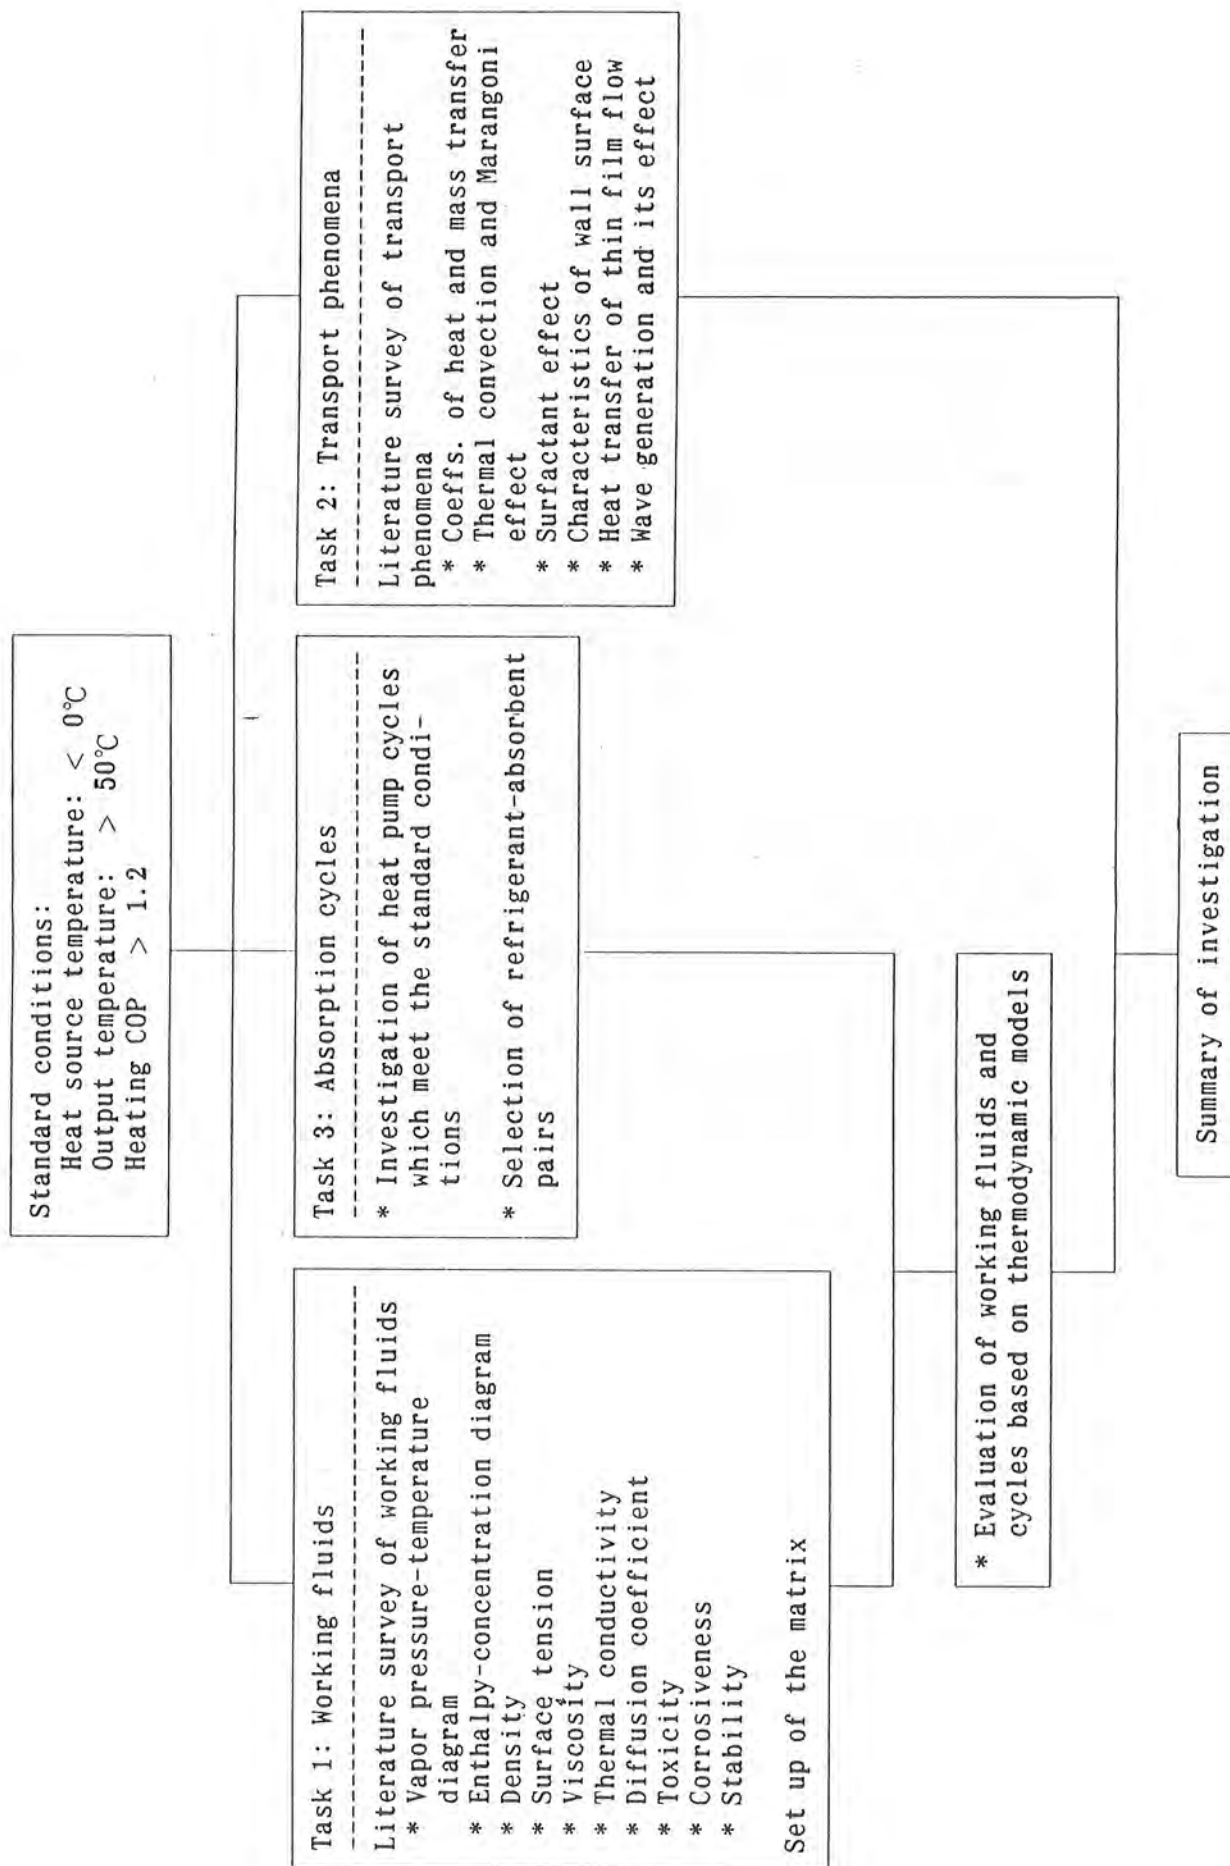 Standard conditions:
Heat source temperature: < 0℃
Output temperature: > 50℃
Heating COP > 1.2
Task 1: Working fluids
Literature survey of working fluids
* Vapor pressure-temperature
diagram
* Enthalpy-concentration diagram
* Density
* Surface tension
* Viscosity
* Thermal conductivity
* Diffusion coefficient
* Toxicity
* Corrosiveness
* Stability
Set up of the matrix
Task 3: Absorption cycles
* Investigation of heat pump cycles
which meet the standard condi-
tions
* Selection of refrigerant-absorbent
pairs
Task 2: Transport phenomena
Literature survey of transport
phenomena
* Coeffs. of heat and mass transfer
* Thermal convection and Marangoni
effect
* Surfactant effect
* Characteristics of wall surface
* Heat transfer of thin film flow
* Wave generation and its effect
* Evaluation of working fluids and
cycles based on thermodynamic models
Summary of investigation